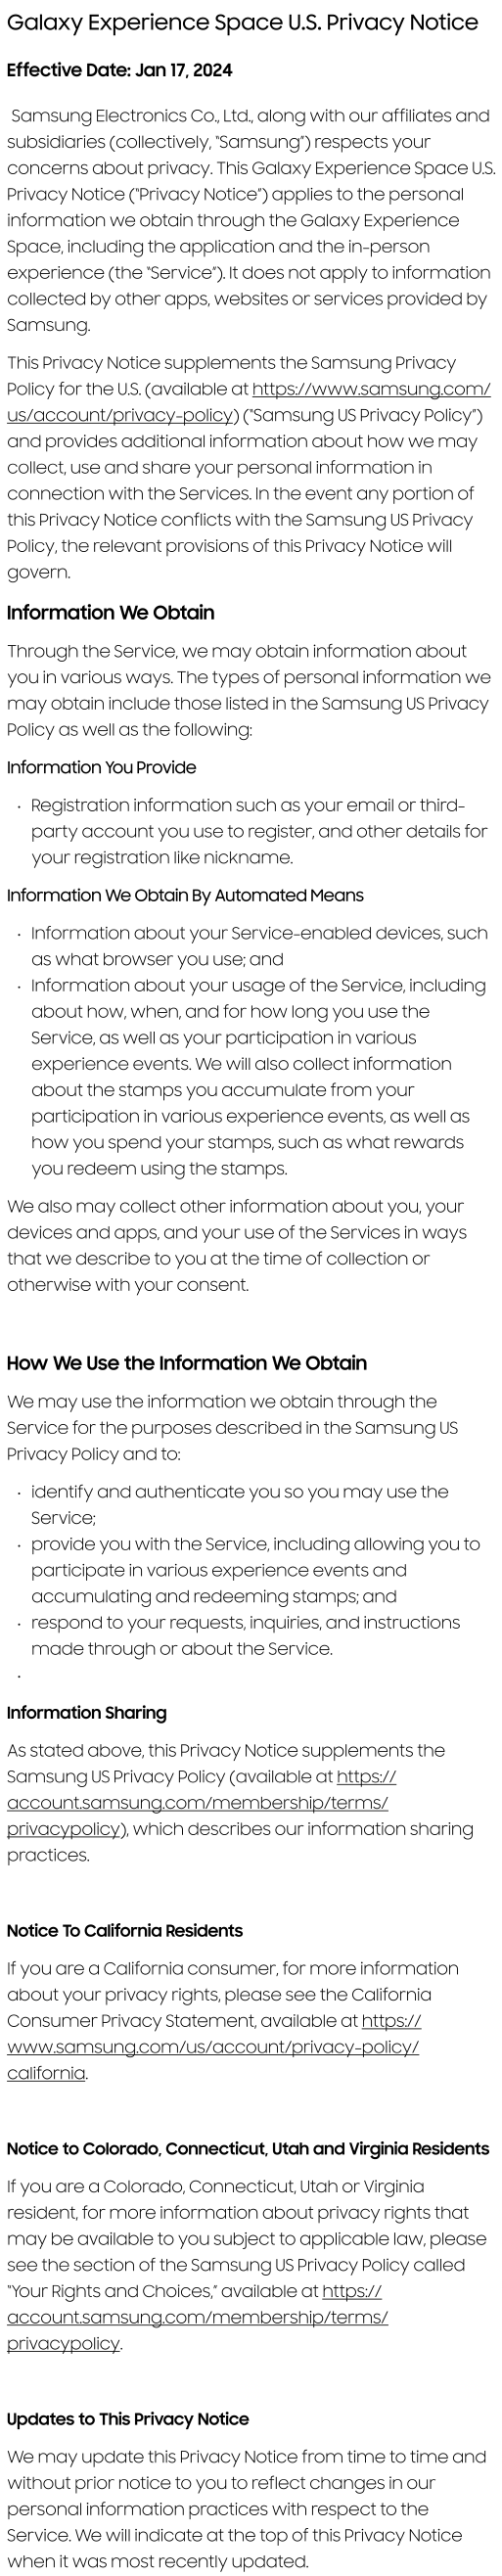 Galaxy Experience Space U.S. Privacy Notice
Effective Date: Jan 17, 2024
Samsung Electronics Co., Ltd., along with our affiliates and
subsidiaries (collectively, "Samsung") respects your
concerns about privacy. This Galaxy Experience Space U.S.
Privacy Notice ("Privacy Notice") applies to the personal
information we obtain through the Galaxy Experience
Space, including the application and the in-person
experience (the "Service"). It does not apply to information
collected by other apps, websites or services provided by
Samsung.
This Privacy Notice supplements the Samsung Privacy
Policy for the U.S. (available at https://www.samsung.com/
us/account/privacy-policy) ("Samsung US Privacy Policy")
and provides additional information about how we may
collect, use and share your personal information in
connection with the Services. In the event any portion of
this Privacy Notice conflicts with the Samsung US Privacy
Policy, the relevant provisions of this Privacy Notice will
govern.
Information We Obtain
Through the Service, we may obtain information about
you in various ways. The types of personal information we
may obtain include those listed in the Samsung US Privacy
Policy as well as the following:
Information You Provide
• Registration information such as your email or third-
party account you use to register, and other details for
your registration like nickname.
Information We Obtain By Automated Means
• Information about your Service-enabled devices, such
as what browser you use; and
• Information about your usage of the Service, including
about how, when, and for how long you use the
Service, as well as your participation in various
experience events. We will also collect information
about the stamps you accumulate from your
participation in various experience events, as well as
how you spend your stamps, such as what rewards
you redeem using the stamps.
We also may collect other information about you, your
devices and apps, and your use of the Services in ways
that we describe to you at the time of collection or
otherwise with your consent.
How We Use the Information We Obtain
We may use the information we obtain through the
Service for the purposes described in the Samsung US
Privacy Policy and to:
• identify and authenticate you so you may use the
Service;
• provide you with the Service, including allowing you to
participate in various experience events and
accumulating and redeeming stamps; and
• respond to your requests, inquiries, and instructions
made through or about the Service.
•
Information Sharing
As stated above, this Privacy Notice supplements the
Samsung US Privacy Policy (available at https://
account.samsung.com/membership/terms/
privacypolicy), which describes our information sharing
practices.
Notice To California Residents
If you are a California consumer, for more information
about your privacy rights, please see the California
Consumer Privacy Statement, available at https://
www.samsung.com/us/account/privacy-policy/
california.
Notice to Colorado, Connecticut, Utah and Virginia Residents
If you are a Colorado, Connecticut, Utah or Virginia
resident, for more information about privacy rights that
may be available to you subject to applicable law, please
see the section of the Samsung US Privacy Policy called
"Your Rights and Choices," available at https://
account.samsung.com/membership/terms/
privacypolicy.
Updates to This Privacy Notice
We may update this Privacy Notice from time to time and
without prior notice to you to reflect changes in our
personal information practices with respect to the
Service. We will indicate at the top of this Privacy Notice
when it was most recently updated.